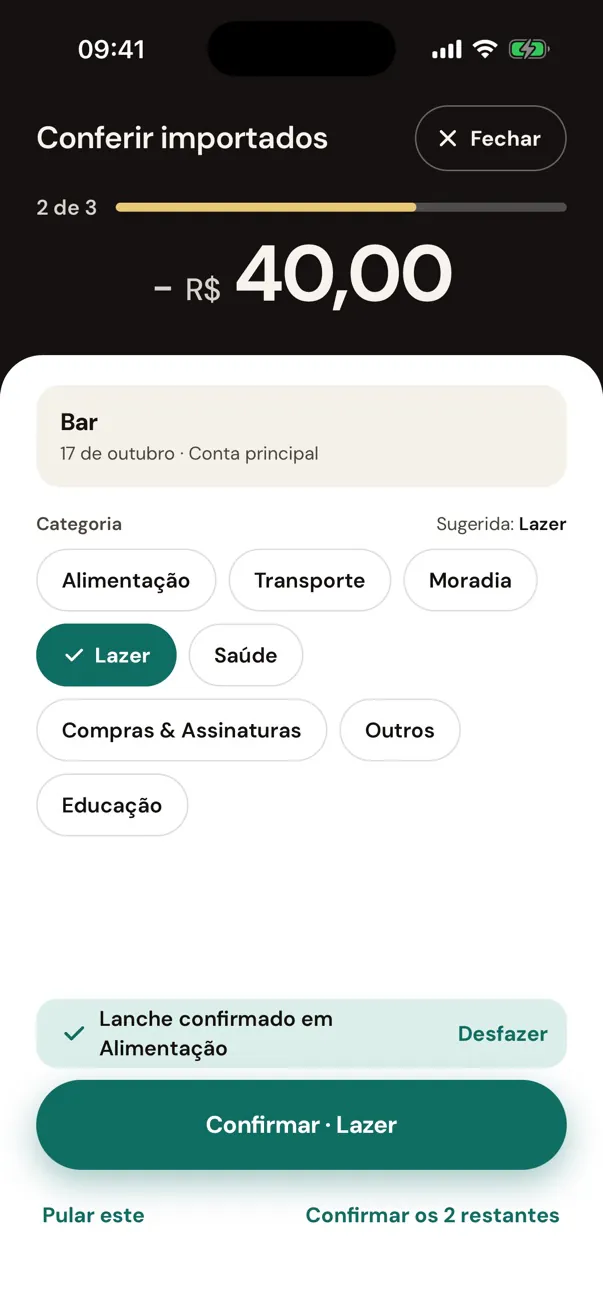 09:41
Conferir importados
Fechar
2 de 3
− R$ 40,00
Bar
17 de outubro · Conta principal
Categoria
Sugerida: Lazer
Alimentação
Transporte
Moradia
Lazer
Saúde
Compras & Assinaturas
Outros
Educação
Lanche confirmado em
Alimentação
Desfazer
Confirmar · Lazer
Pular este
Confirmar os 2 restantes